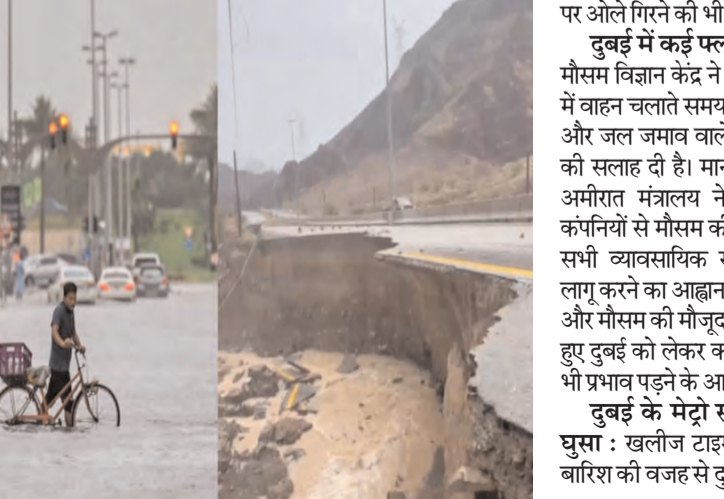 पर ओले गिरने की भी
दुबई में कई
मौसम विज्ञान केंद्र ने
में वाहन चलाते समय
और जल जमाव वाले
की सलाह दी है।
अमीरात मंत्रालय ने
कंपनियों से मौसम
सभी व्यावसायिक
लागू करने का आह्वान
और मौसम की मौजूद
हुए दुबई को लेकर
भी प्रभाव पड़ने के
दुबई के मेट्रो
घुसा : खलीज
बारिश की वजह से